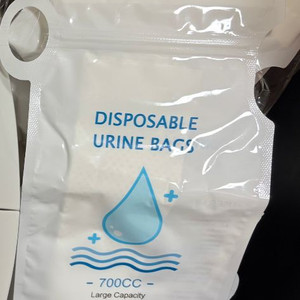 DISPOSABLE
URINE BAGS
- 700CC -
Large Capacity